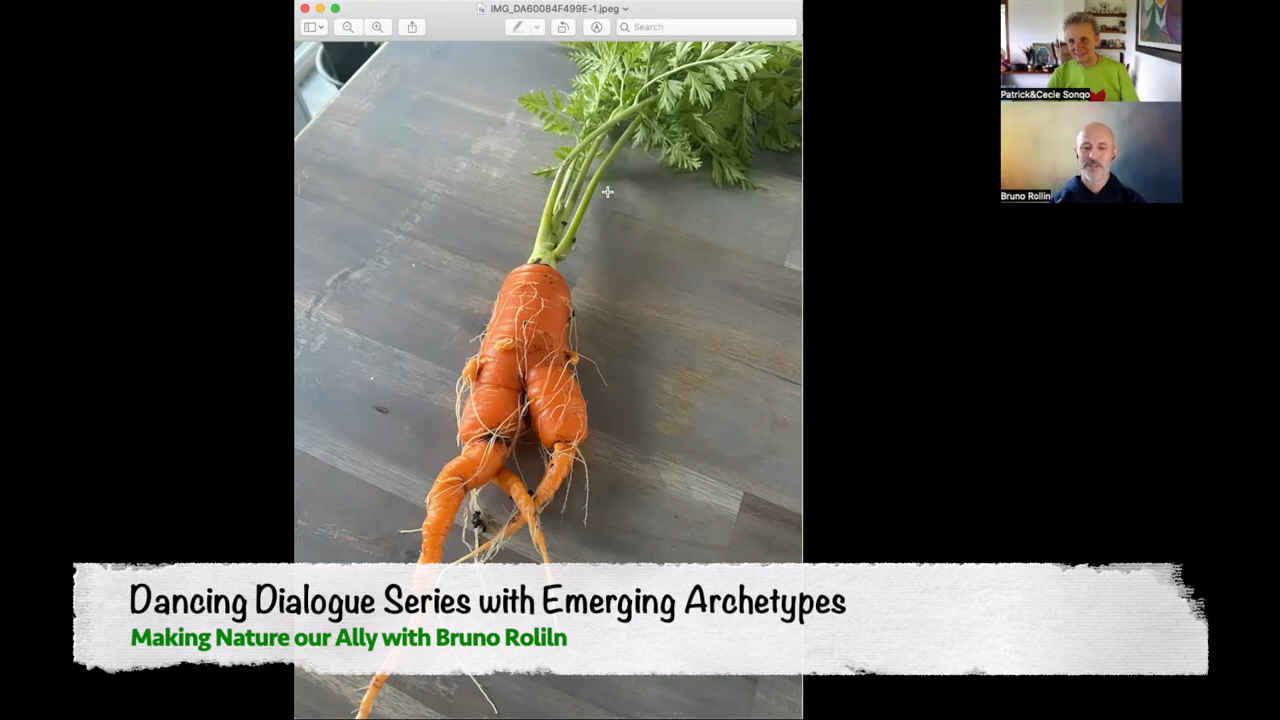 IMG_DA60084F499E-1.jpeg
Search
Patrick&Cecie Sonqo
Bruno Rollin
Dancing Dialogue Series with Emerging Archetypes
Making Nature our Ally with Bruno Roliln